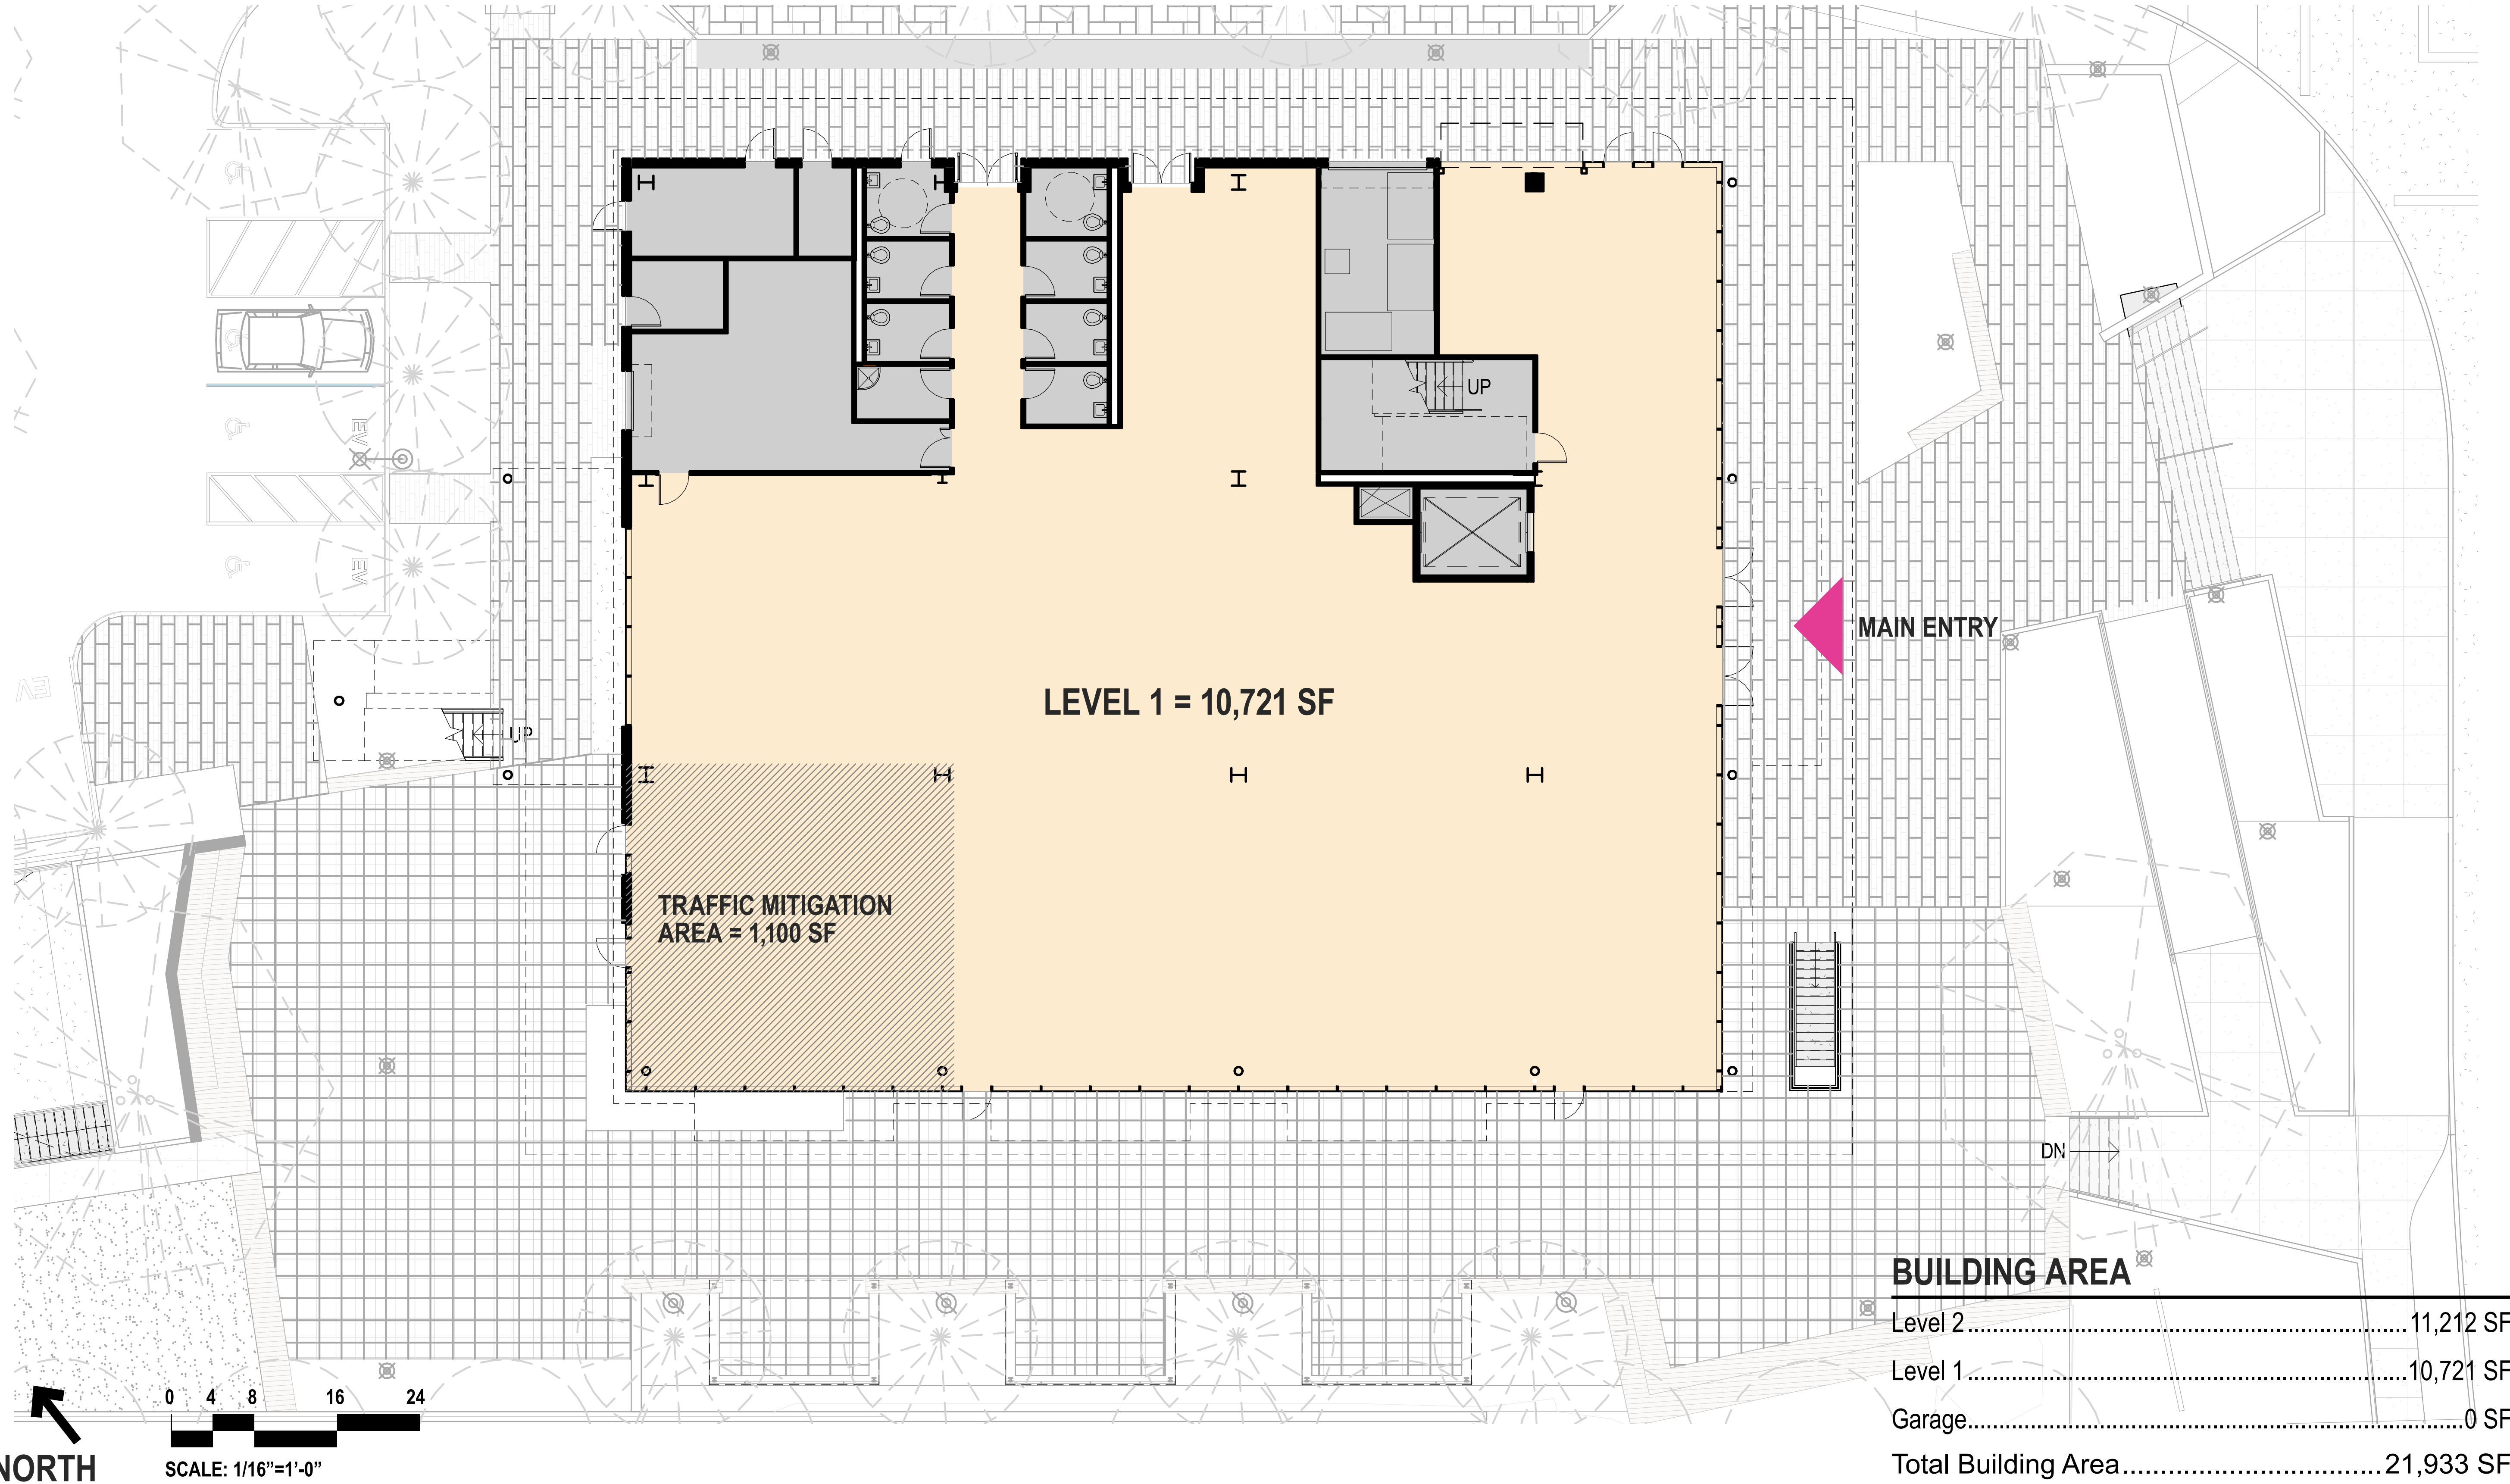 EV
EV
EV
UP
UP
MAIN ENTRY
LEVEL 1 = 10,721 SF
TRAFFIC MITIGATION
AREA = 1,100 SF
DN
BUILDING AREA
Level 2 11,212 SF
Level 1 10,721 SF
Garage 0 SF
Total Building Area 21,933 SF
0 4 8 16 24
SCALE: 1/16”=1’-0”
NORTH